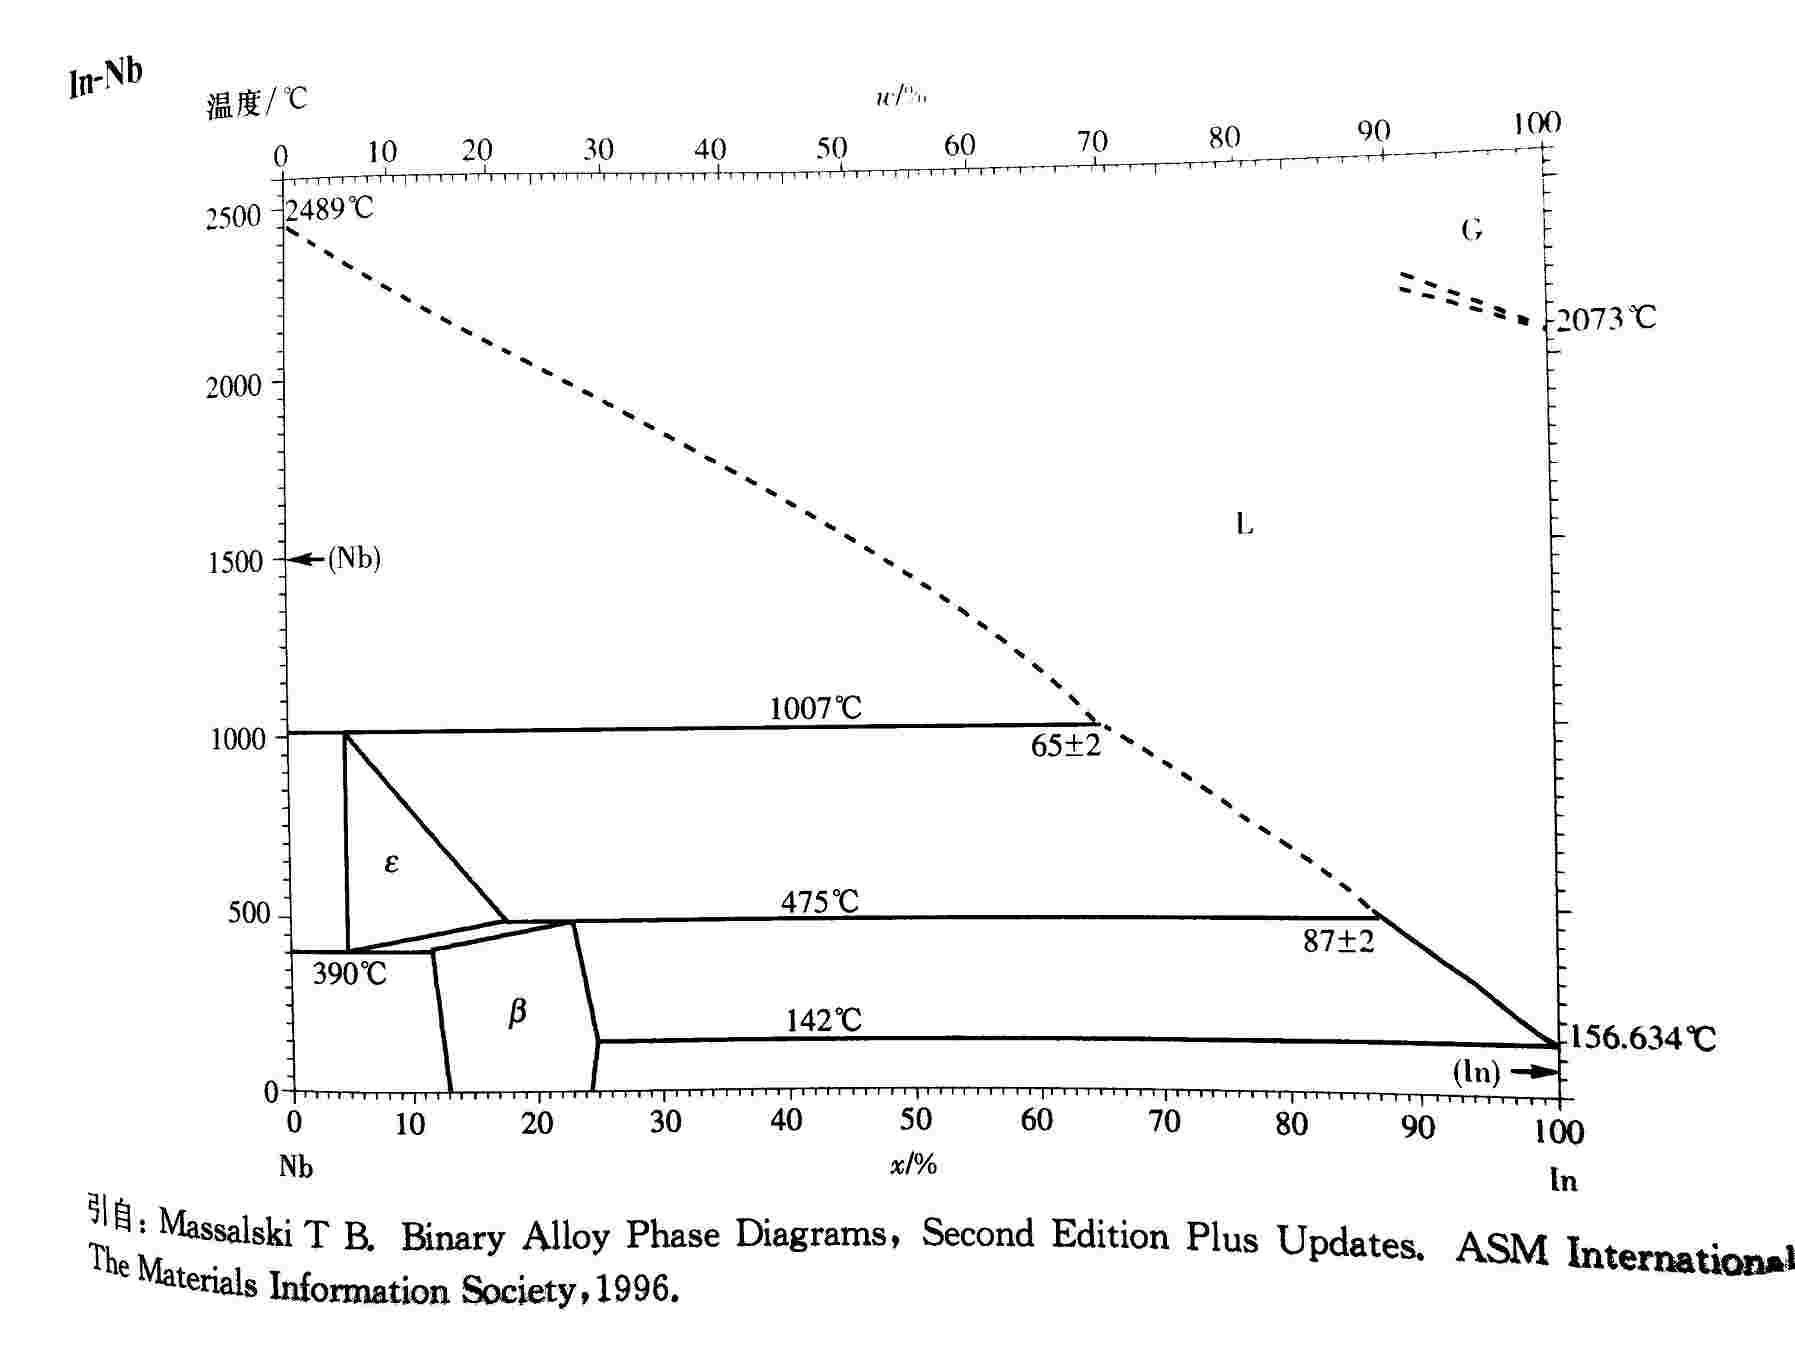 In-Nb
温度/℃
w/%
0 10 20 30 40 50 60 70 80 90 100
2500
2489℃
G
2073℃
2000
L
1500
(Nb)
1007℃
1000
65±2
ε
475℃
500
87±2
390℃
β
142℃
156.634℃
(In)
0
0 10 20 30 40 50 60 70 80 90 100
Nb
x/%
In
引自: Massalski T B. Binary Alloy Phase Diagrams, Second Edition Plus Updates. ASM International
The Materials Information Society, 1996.